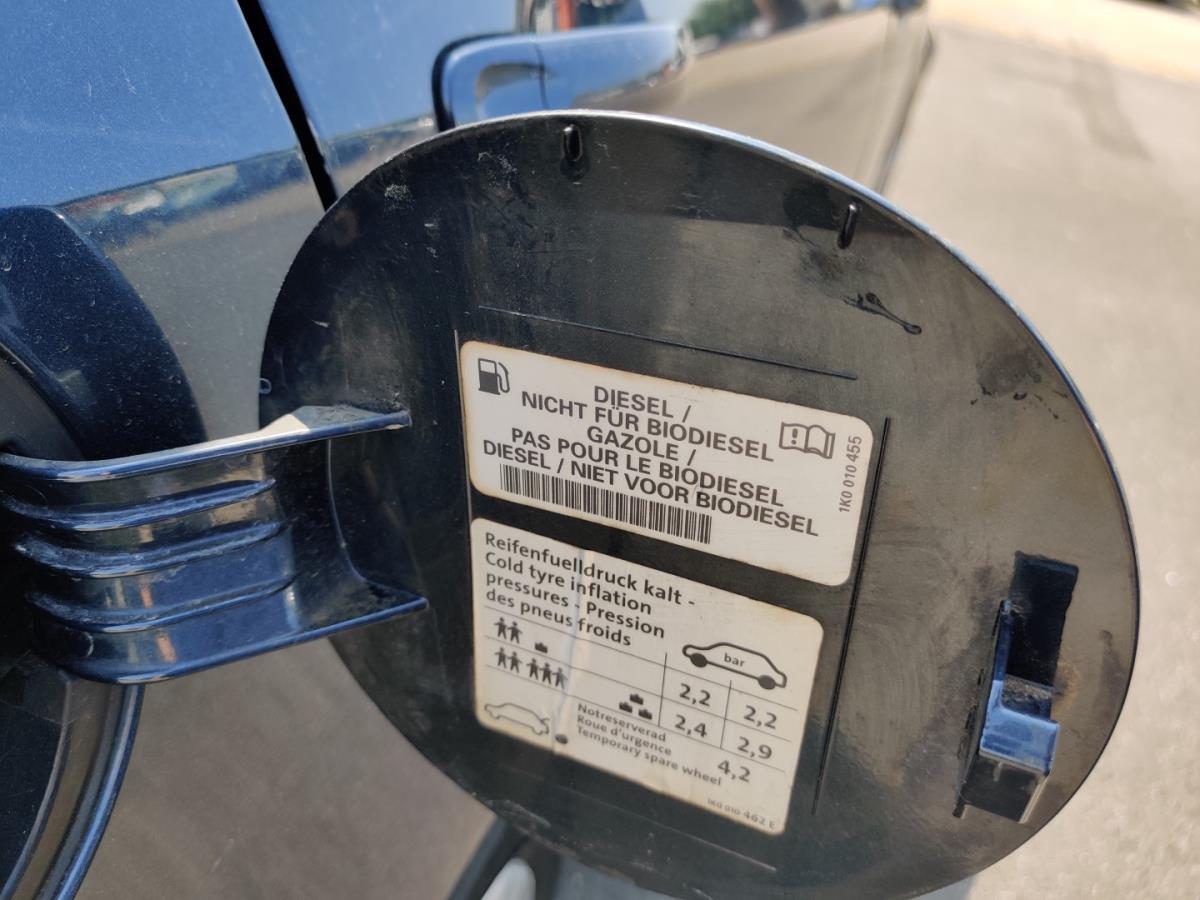 DIESEL /
NICHT FÜR BIODIESEL
GAZOLE /
PAS POUR LE BIODIESEL
DIESEL / NIET VOOR BIODIESEL
1K0 010 455
Reifenfuelldruck kalt -
Cold tyre inflation
pressures - Pression
des pneus froids
bar
2,2 2,2
2,4 2,9
Notreserverad
Roue d'urgence
Temporary spare wheel
4,2
1K0 010 462 E